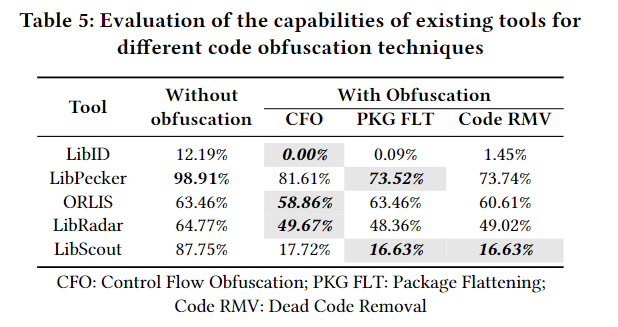 Table 5: Evaluation of the capabilities of existing tools for
different code obfuscation techniques
Tool Without obfuscation With Obfuscation
CFO PKG FLT Code RMV
LibID 12.19% 0.00% 0.09% 1.45%
LibPecker 98.91% 81.61% 73.52% 73.74%
ORLIS 63.46% 58.86% 63.46% 60.61%
LibRadar 64.77% 49.67% 48.36% 49.02%
LibScout 87.75% 17.72% 16.63% 16.63%
CFO: Control Flow Obfuscation; PKG FLT: Package Flattening;
Code RMV: Dead Code Removal